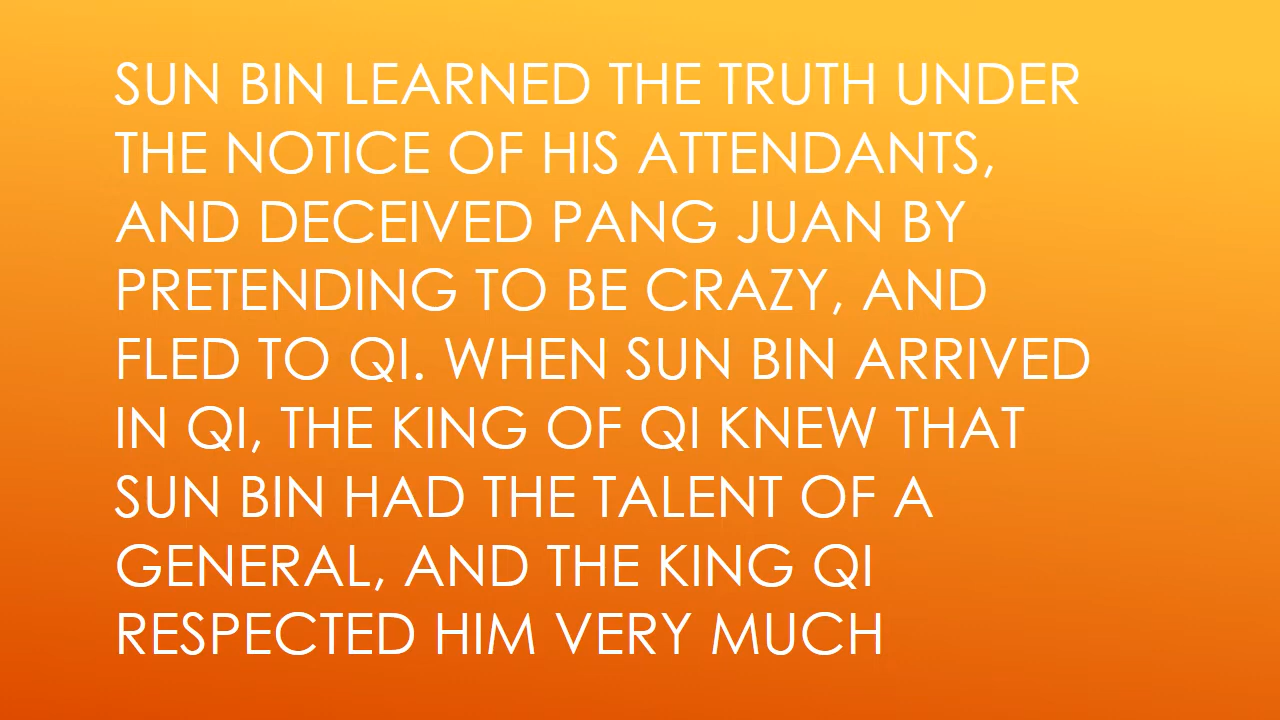 SUN BIN LEARNED THE TRUTH UNDER
THE NOTICE OF HIS ATTENDANTS,
AND DECEIVED PANG JUAN BY
PRETENDING TO BE CRAZY, AND
FLED TO QI. WHEN SUN BIN ARRIVED
IN QI, THE KING OF QI KNEW THAT
SUN BIN HAD THE TALENT OF A
GENERAL, AND THE KING QI
RESPECTED HIM VERY MUCH